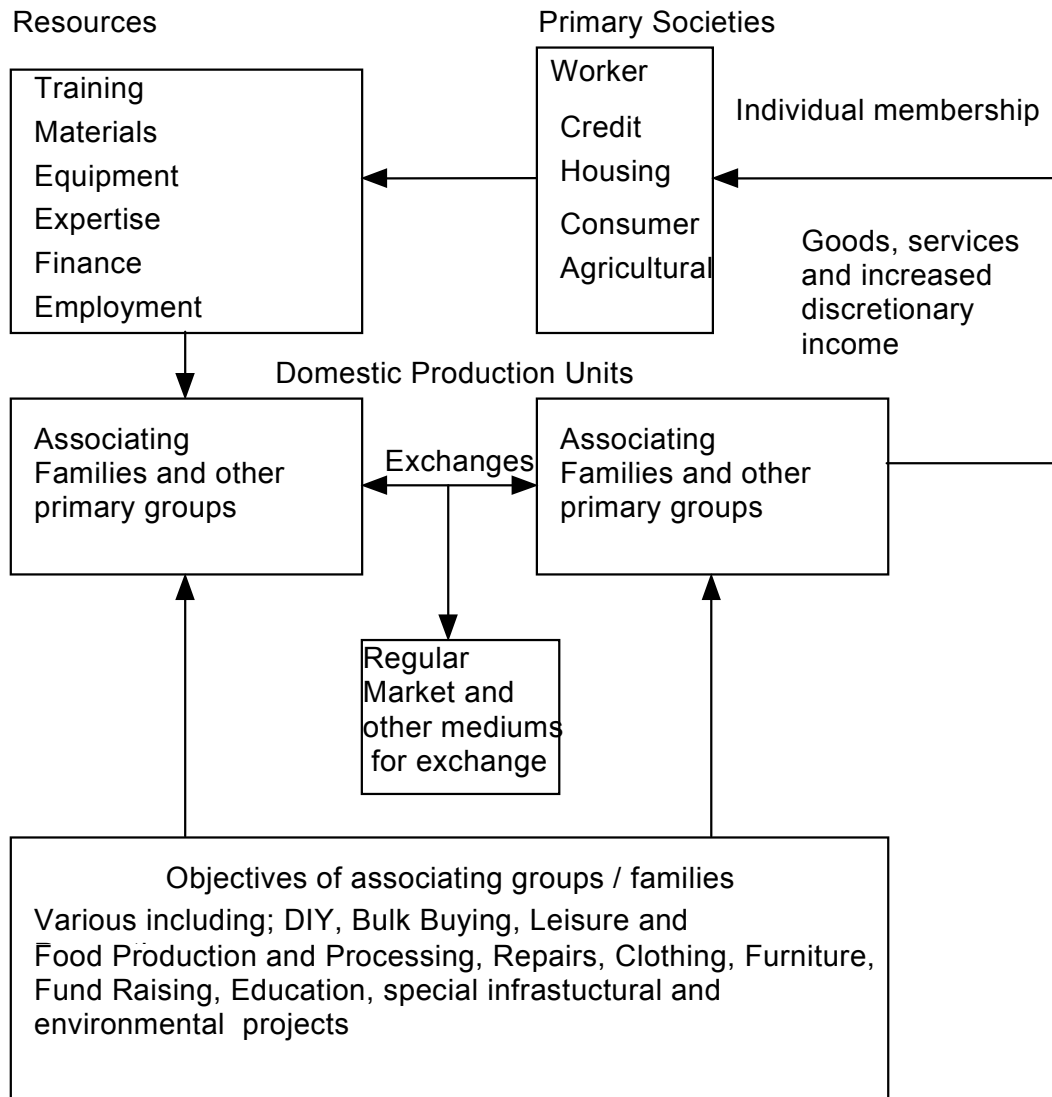 Resources
Primary Societies
Training
Materials
Equipment
Expertise
Finance
Employment
Worker
Credit
Housing
Consumer
Agricultural
Individual membership
Goods, services
and increased
discretionary
income
Domestic Production Units
Associating
Families and other
primary groups
Exchanges
Associating
Families and other
primary groups
Regular
Market and
other mediums
for exchange
Objectives of associating groups / families
Various including; DIY, Bulk Buying, Leisure and
Food Production and Processing, Repairs, Clothing, Furniture,
Fund Raising, Education, special infrastuctural and
environmental projects